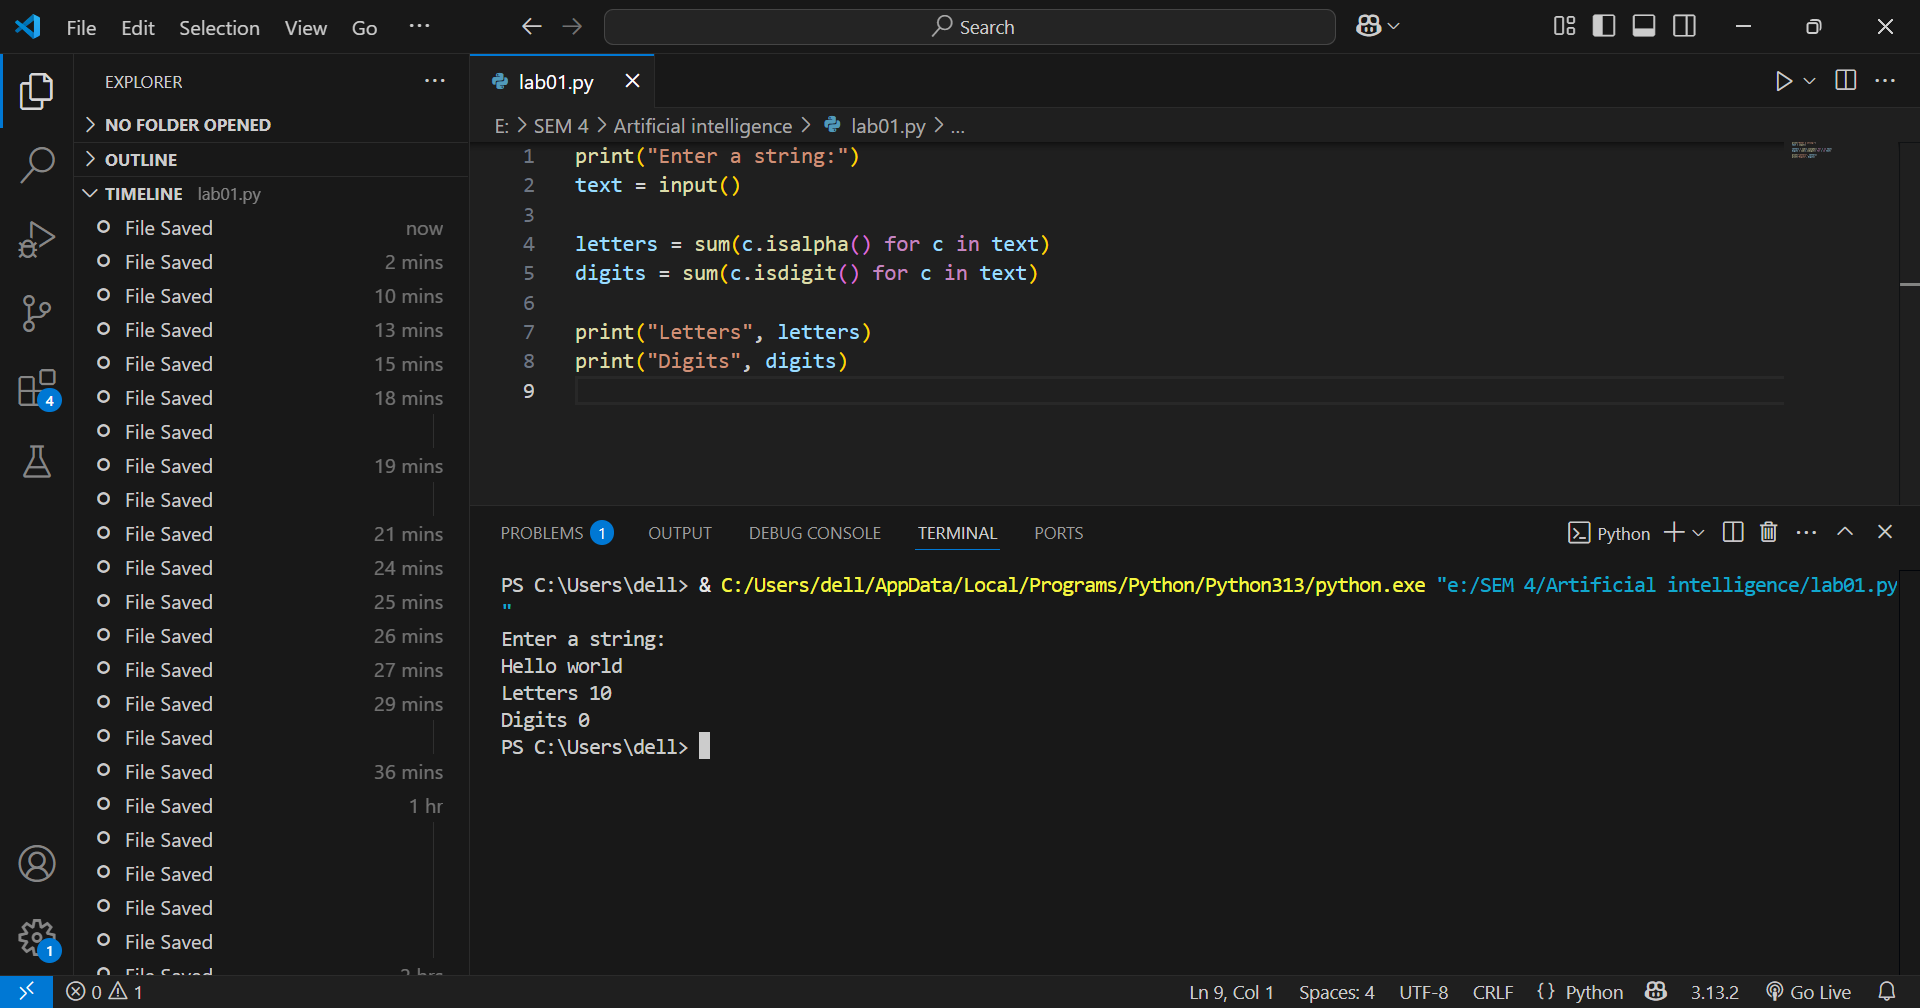 File Edit Selection View Go ··· Search
EXPLORER ···
NO FOLDER OPENED
OUTLINE
TIMELINE lab01.py
File Saved now
File Saved 2 mins
File Saved 10 mins
File Saved 13 mins
File Saved 15 mins
File Saved 18 mins
File Saved
File Saved 19 mins
File Saved
File Saved 21 mins
File Saved 24 mins
File Saved 25 mins
File Saved 26 mins
File Saved 27 mins
File Saved 29 mins
File Saved
File Saved 36 mins
File Saved 1 hr
File Saved
File Saved
File Saved
File Saved
File Saved 2 hrs
4
1
lab01.py
E: > SEM 4 > Artificial intelligence > lab01.py > ...
1 print("Enter a string:")
2 text = input()
3
4 letters = sum(c.isalpha() for c in text)
5 digits = sum(c.isdigit() for c in text)
6
7 print("Letters", letters)
8 print("Digits", digits)
9
PROBLEMS 1 OUTPUT DEBUG CONSOLE TERMINAL PORTS Python
PS C:\Users\dell> & C:/Users/dell/AppData/Local/Programs/Python/Python313/python.exe "e:/SEM 4/Artificial intelligence/lab01.py
"
Enter a string:
Hello world
Letters 10
Digits 0
PS C:\Users\dell>
0 1 Ln 9, Col 1 Spaces: 4 UTF-8 CRLF {} Python 3.13.2 Go Live